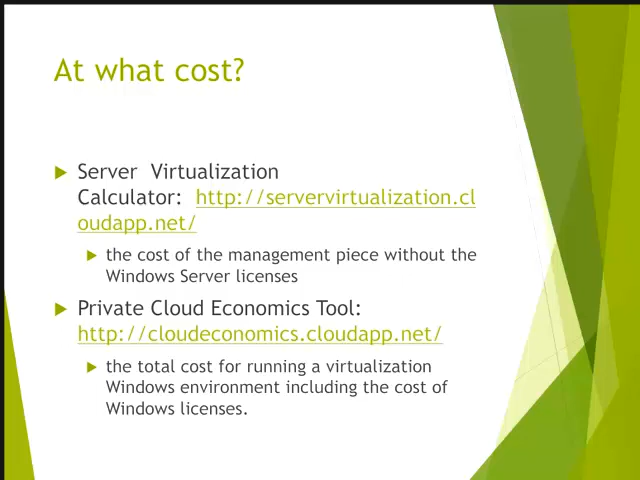 At what cost?
Server Virtualization
Calculator: http://servervirtualization.cl
oudapp.net/
the cost of the management piece without the
Windows Server licenses
Private Cloud Economics Tool:
http://cloudeconomics.cloudapp.net/
the total cost for running a virtualization
Windows environment including the cost of
Windows licenses.